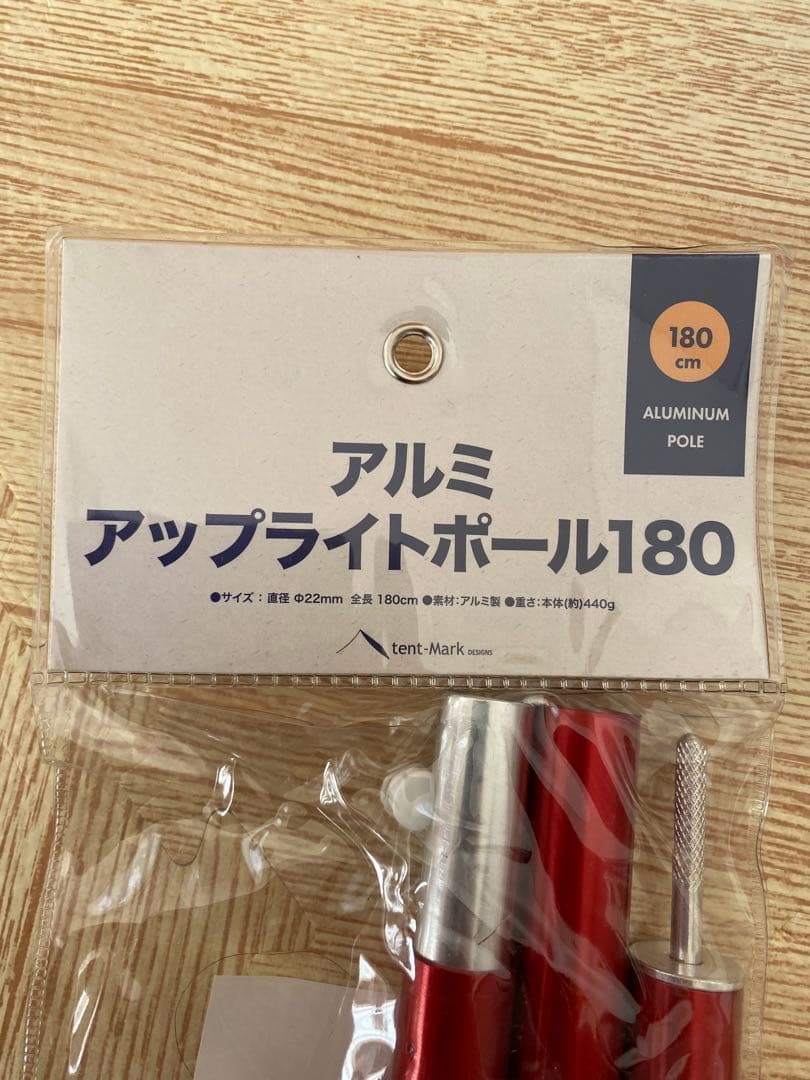 180
cm
ALUMINUM
POLE
アルミ
アップライトポール180
●サイズ：直径 Φ22mm 全長 180cm ●素材：アルミ製 ●重さ：本体(約)440g
tent-Mark DESIGNS